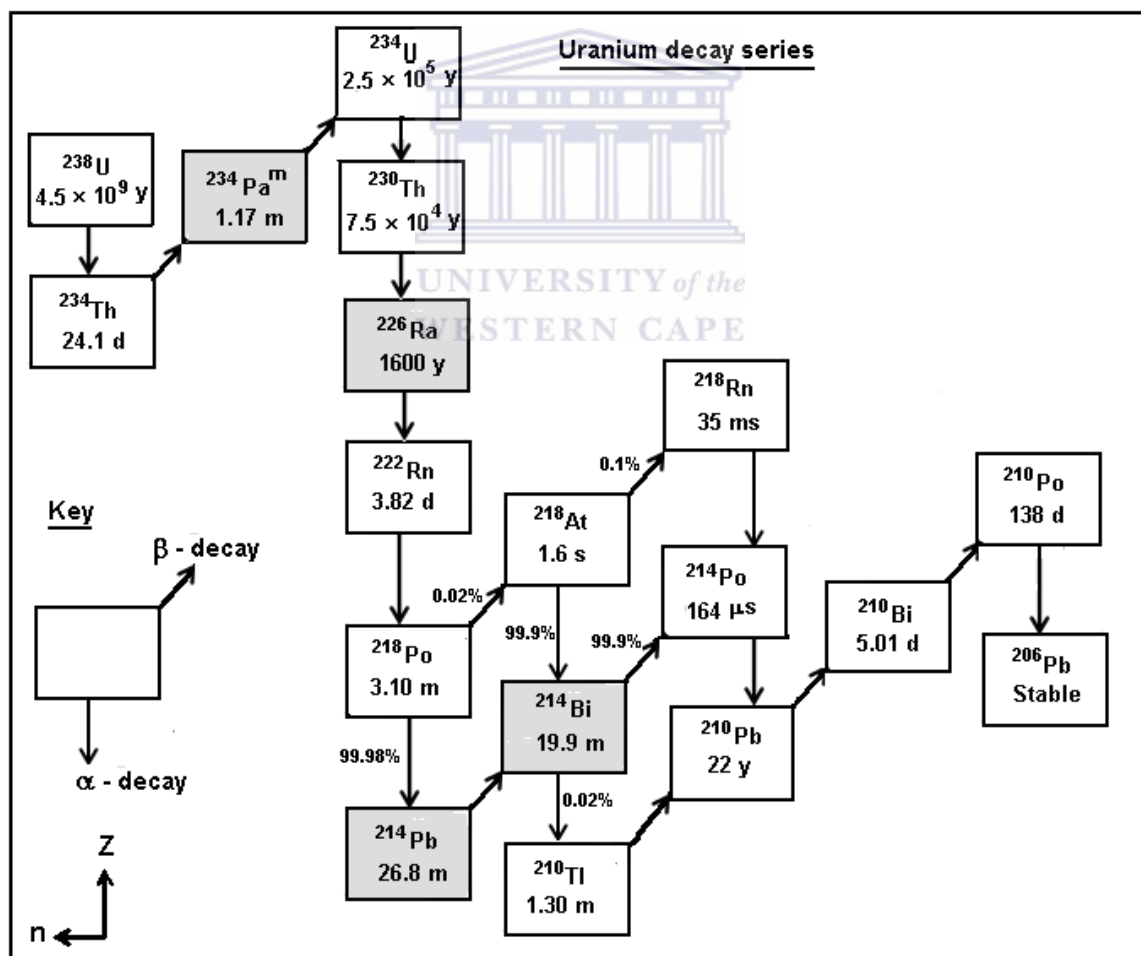 Uranium decay series
²³⁴U
2.5 × 10⁵ y
²³⁸U
4.5 × 10⁹ y
²³⁴Paᵐ
1.17 m
²³⁰Th
7.5 × 10⁴ y
UNIVERSITY of the
WESTERN CAPE
²³⁴Th
24.1 d
²²⁶Ra
1600 y
²¹⁸Rn
35 ms
²²²Rn
3.82 d
0.1%
²¹⁰Po
138 d
Key
²¹⁸At
1.6 s
β - decay
²¹⁴Po
164 µs
0.02%
²¹⁰Bi
5.01 d
²¹⁸Po
3.10 m
99.9%
99.9%
²⁰⁶Pb
Stable
²¹⁴Bi
19.9 m
²¹⁰Pb
22 y
99.98%
α - decay
0.02%
²¹⁴Pb
26.8 m
Z
²¹⁰Tl
1.30 m
n